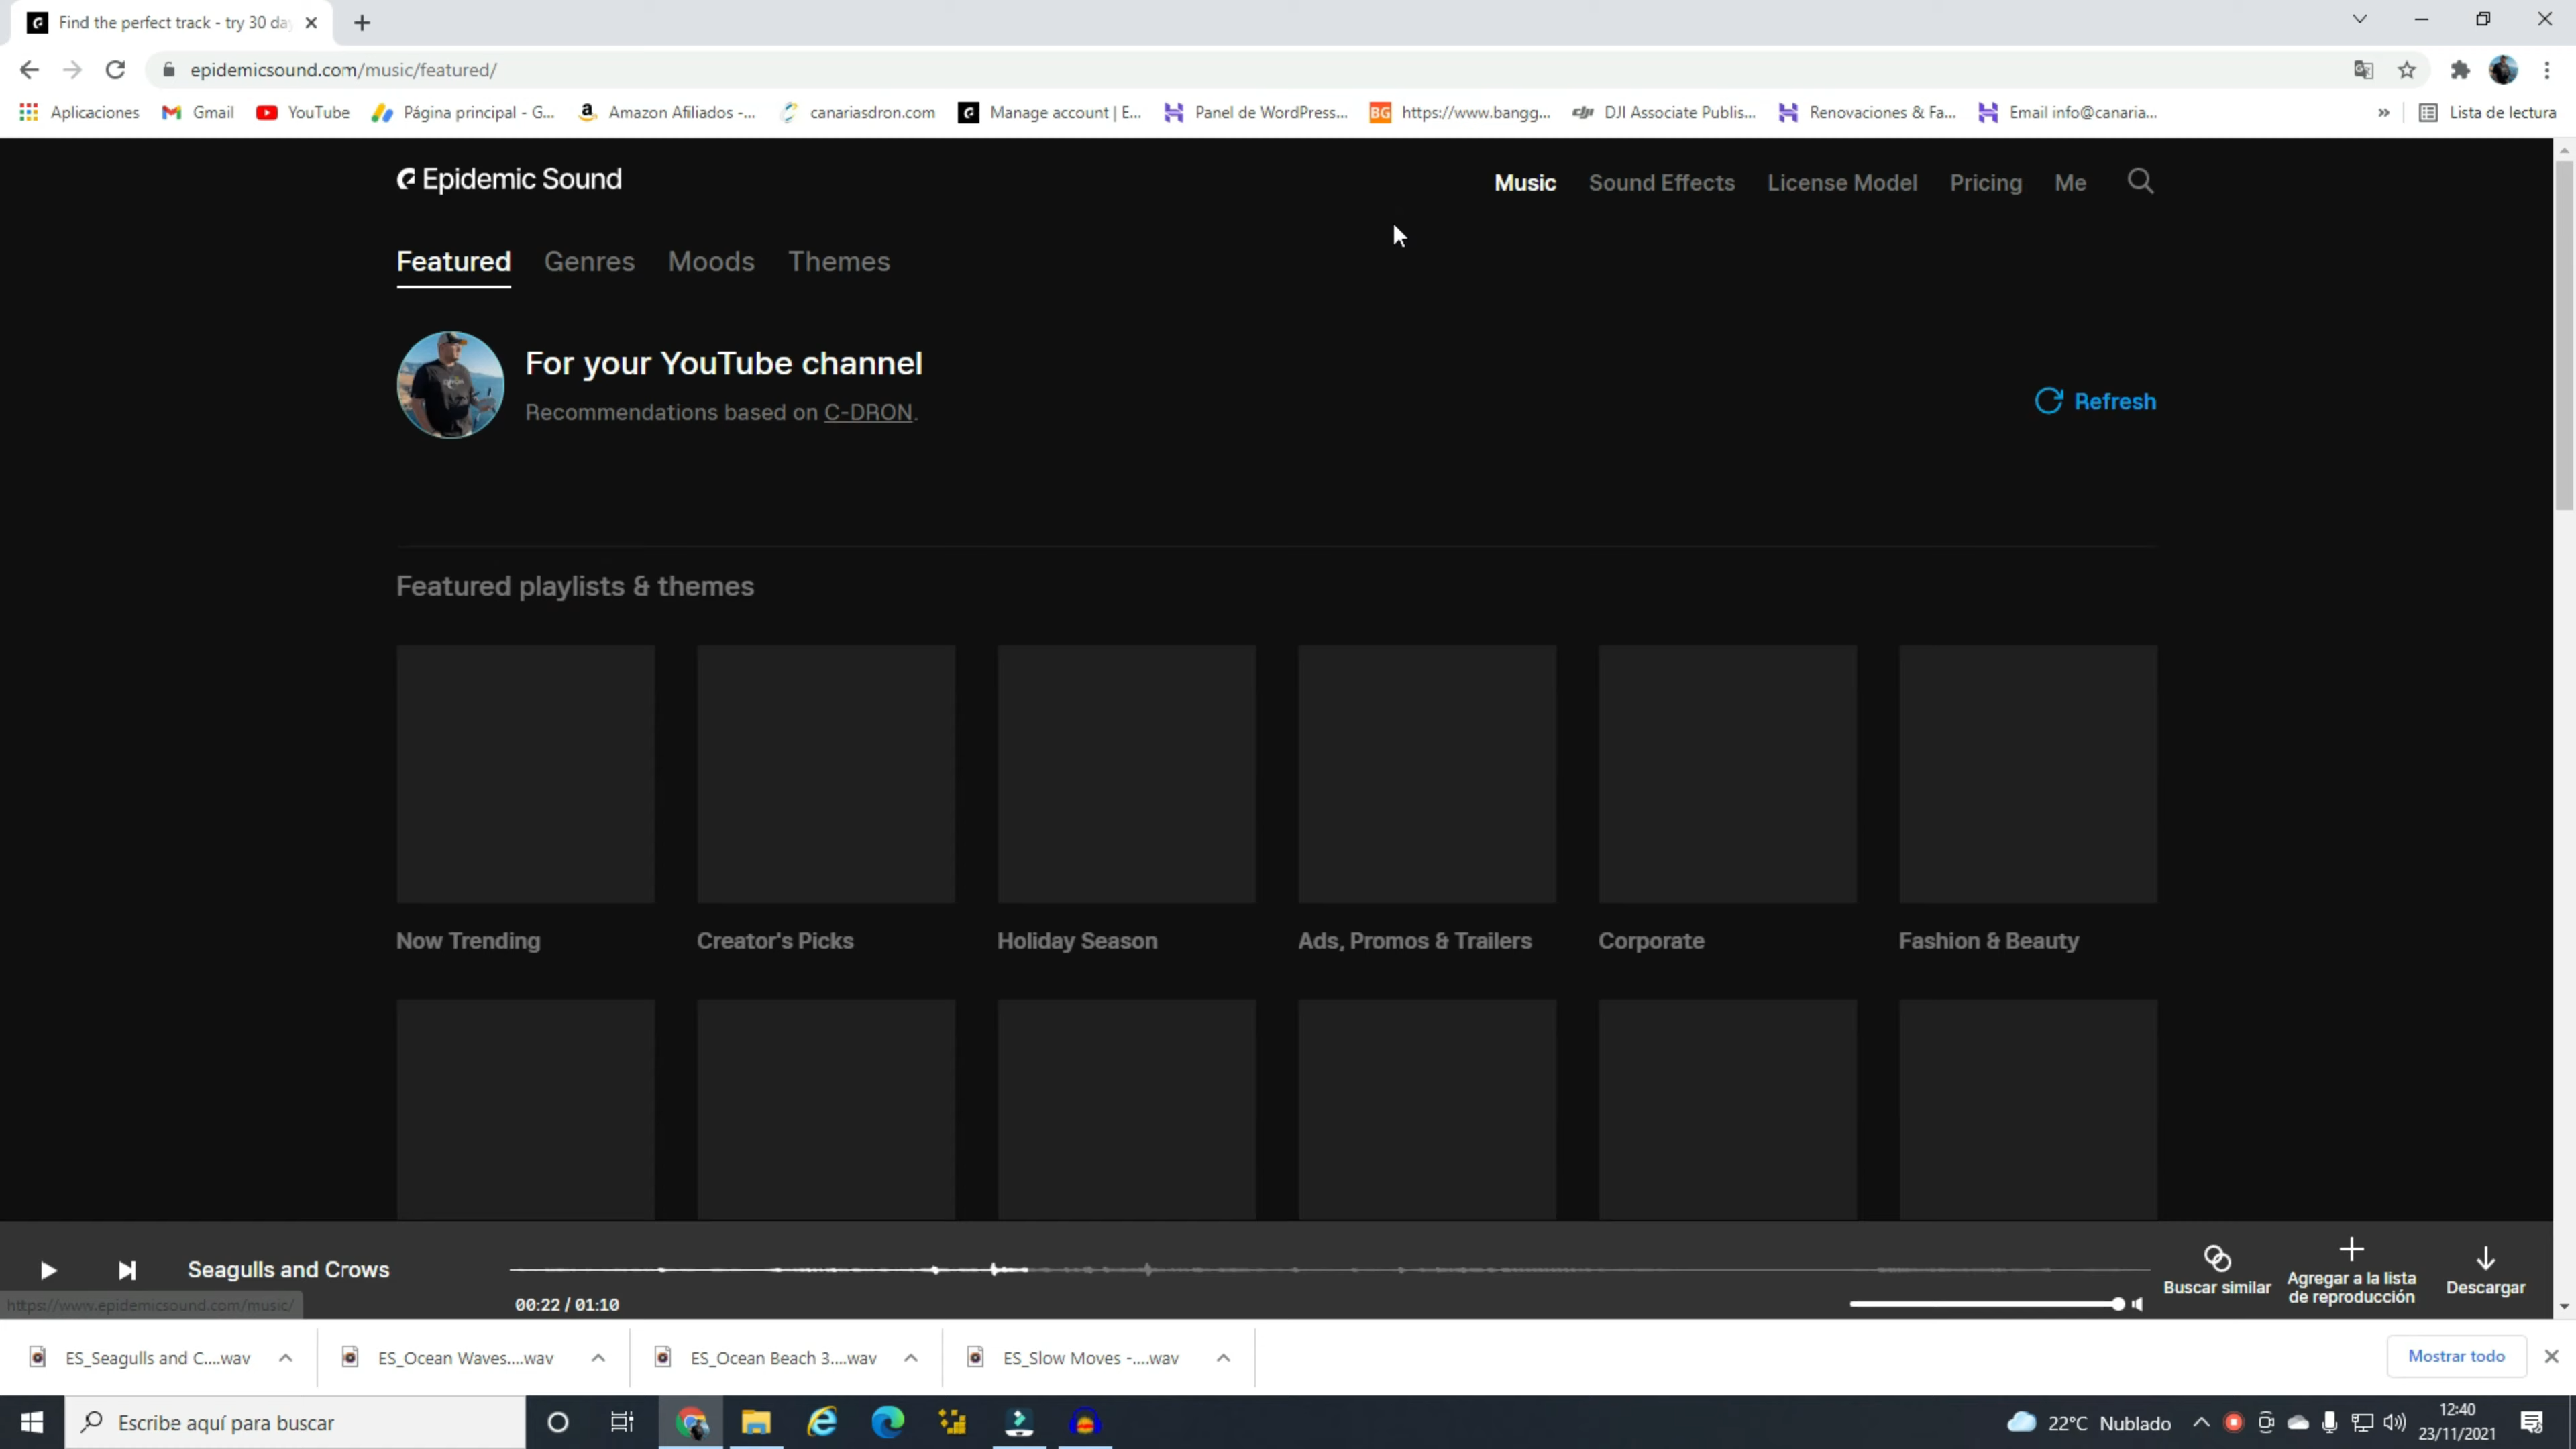 Find the perfect track - try 30 da
epidemicsound.com/music/featured/
Aplicaciones Gmail YouTube Página principal - G... Amazon Afiliados -... canariasdron.com Manage account | E... Panel de WordPress... https://www.bangg... DJI Associate Publis... Renovaciones & Fa... Email info@canaria... » Lista de lectura
Epidemic Sound
Music Sound Effects License Model Pricing Me
Featured Genres Moods Themes
For your YouTube channel
Recommendations based on C-DRON.
Refresh
Featured playlists & themes
Now Trending Creator's Picks Holiday Season Ads, Promos & Trailers Corporate Fashion & Beauty
Seagulls and Crows
00:22 / 01:10
Buscar similar
Agregar a la lista
de reproducción
Descargar
https://www.epidemicsound.com/music/
ES_Seagulls and C....wav ES_Ocean Waves....wav ES_Ocean Beach 3....wav ES_Slow Moves -....wav Mostrar todo
Escribe aquí para buscar
22°C Nublado
12:40
23/11/2021